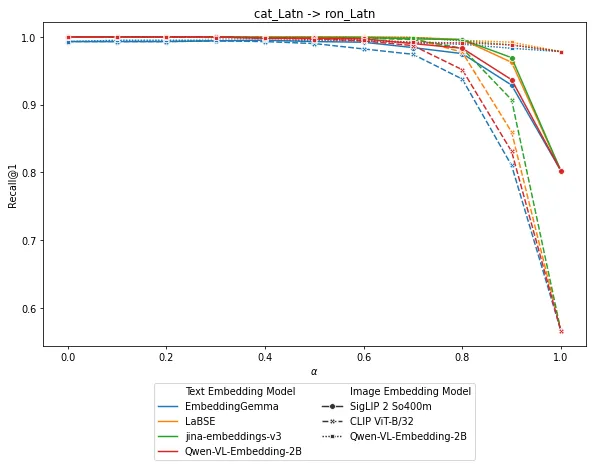 cat_Latn -> ron_Latn
Recall@1
1.0
0.9
0.8
0.7
0.6
0.0
0.2
0.4
0.6
0.8
1.0
α
Text Embedding Model
EmbeddingGemma
LaBSE
jina-embeddings-v3
Qwen-VL-Embedding-2B
Image Embedding Model
SigLIP 2 So400m
CLIP ViT-B/32
Qwen-VL-Embedding-2B